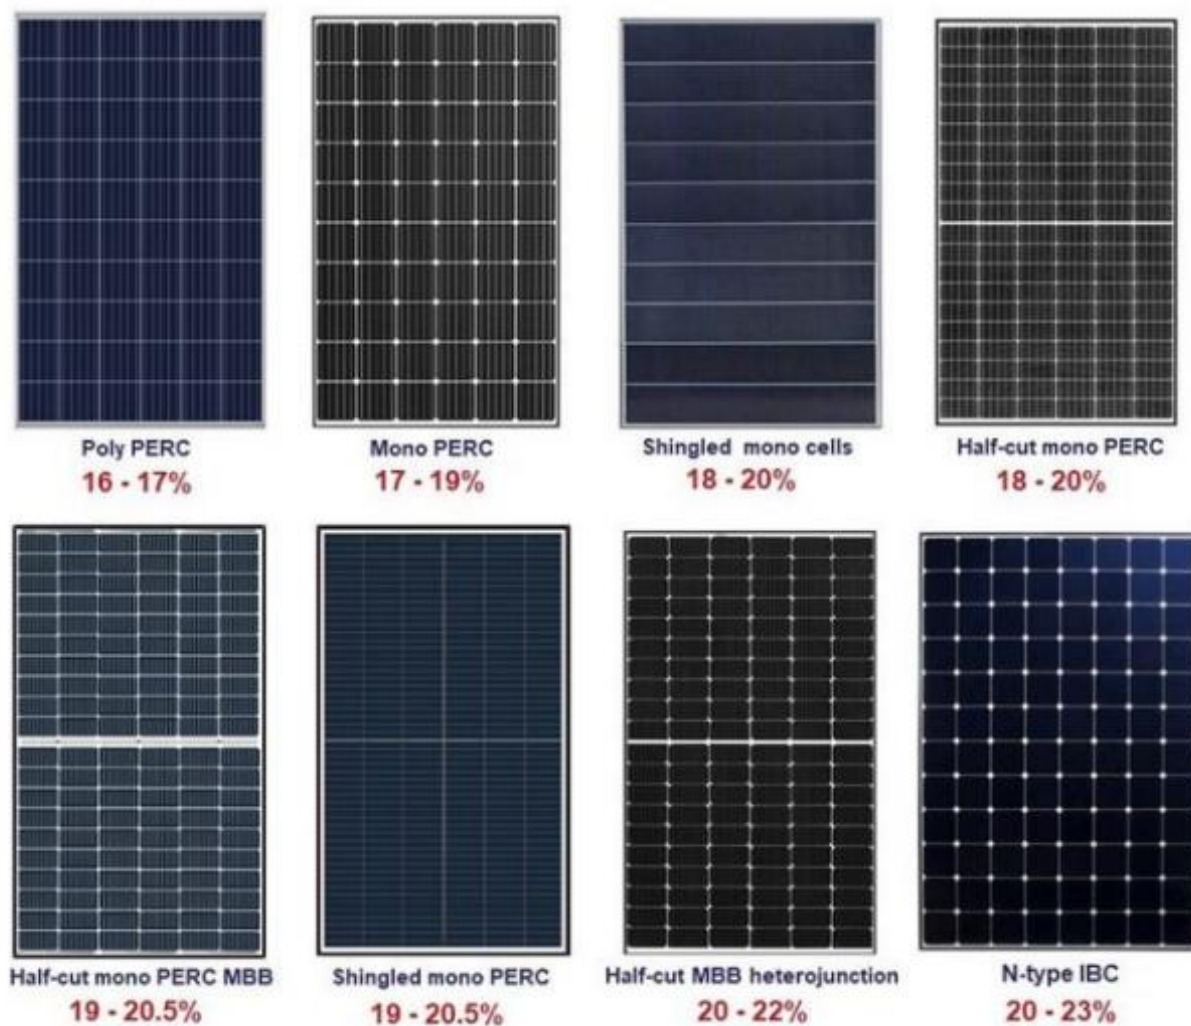 Poly PERC
16 - 17%
Mono PERC
17 - 19%
Shingled mono cells
18 - 20%
Half-cut mono PERC
18 - 20%
Half-cut mono PERC MBB
19 - 20.5%
Shingled mono PERC
19 - 20.5%
Half-cut MBB heterojunction
20 - 22%
N-type IBC
20 - 23%